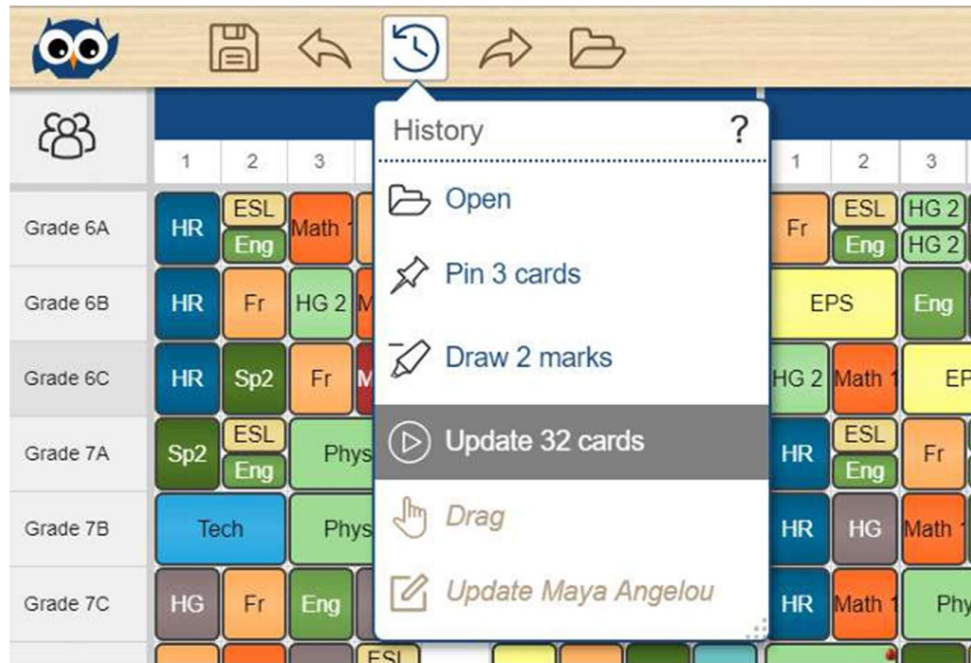 History ?
Open
Pin 3 cards
Draw 2 marks
Update 32 cards
Drag
Update Maya Angelou
1 2 3 1 2 3
Grade 6A HR ESL Eng Math 1 Fr ESL Eng HG 2 HG 2
Grade 6B HR Fr HG 2 M EPS Eng
Grade 6C HR Sp2 Fr M HG 2 Math 1 EP
Grade 7A Sp2 ESL Eng Phys HR ESL Eng Fr
Grade 7B Tech Phys HR HG Math
Grade 7C HG Fr Eng HR Math 1 Phy
ESL